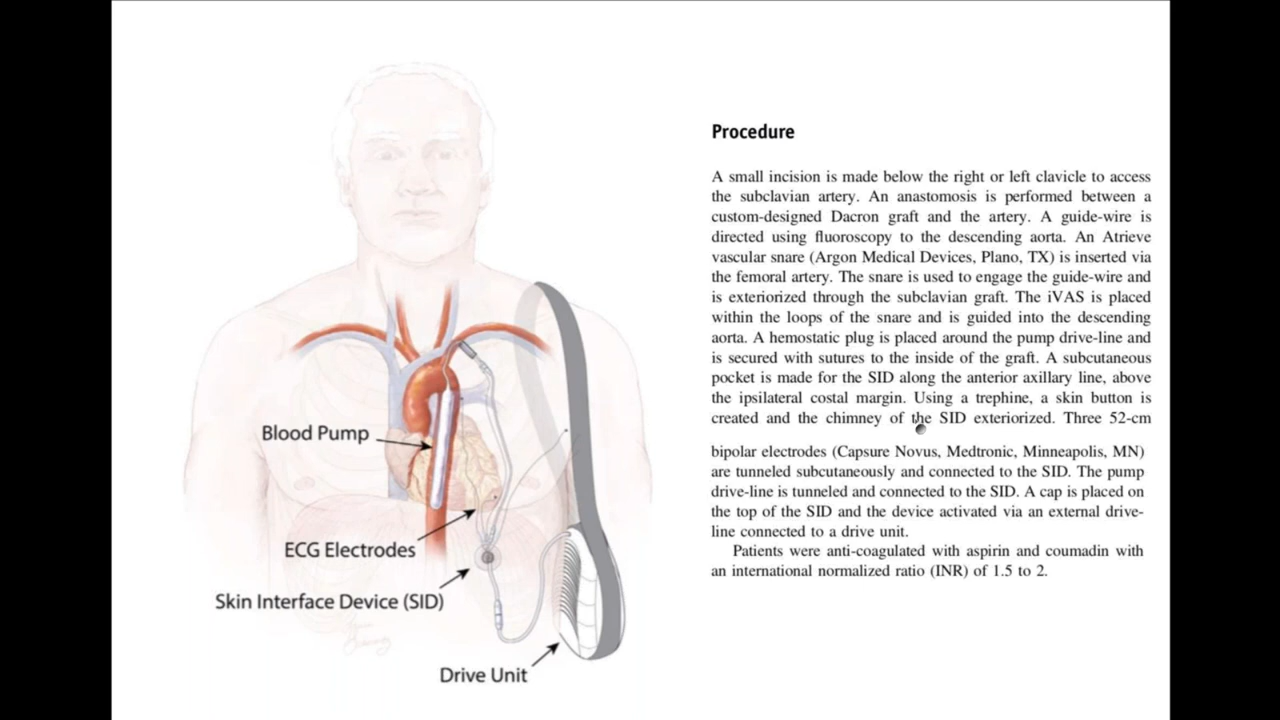 Procedure
A small incision is made below the right or left clavicle to access
the subclavian artery. An anastomosis is performed between a
custom-designed Dacron graft and the artery. A guide-wire is
directed using fluoroscopy to the descending aorta. An Atrieve
vascular snare (Argon Medical Devices, Plano, TX) is inserted via
the femoral artery. The snare is used to engage the guide-wire and
is exteriorized through the subclavian graft. The iVAS is placed
within the loops of the snare and is guided into the descending
aorta. A hemostatic plug is placed around the pump drive-line and
is secured with sutures to the inside of the graft. A subcutaneous
pocket is made for the SID along the anterior axillary line, above
the ipsilateral costal margin. Using a trephine, a skin button is
created and the chimney of the SID exteriorized. Three 52-cm
bipolar electrodes (Capsure Novus, Medtronic, Minneapolis, MN)
are tunneled subcutaneously and connected to the SID. The pump
drive-line is tunneled and connected to the SID. A cap is placed on
the top of the SID and the device activated via an external drive-
line connected to a drive unit.
Patients were anti-coagulated with aspirin and coumadin with
an international normalized ratio (INR) of 1.5 to 2.
Blood Pump
ECG Electrodes
Skin Interface Device (SID)
Drive Unit